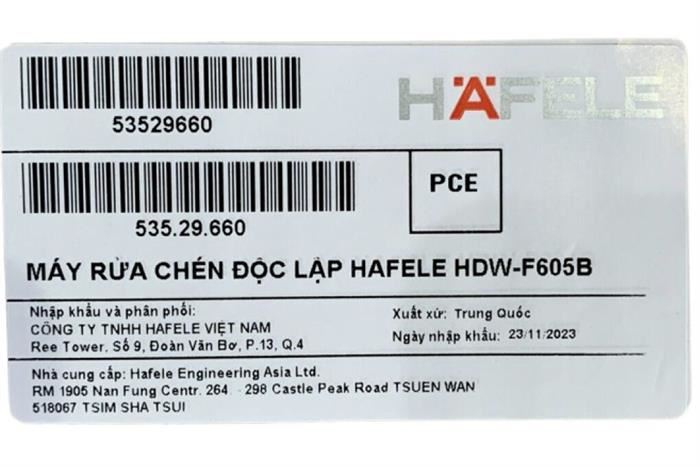 HÄFELE
53529660
535.29.660
PCE
MÁY RỬA CHÉN ĐỘC LẬP HAFELE HDW-F605B
Nhập khẩu và phân phối:
CÔNG TY TNHH HAFELE VIỆT NAM
Ree Tower, Số 9, Đoàn Văn Bơ, P.13, Q.4
Xuất xứ: Trung Quốc
Ngày nhập khẩu: 23/11/2023
Nhà cung cấp: Hafele Engineering Asia Ltd.
RM 1905 Nan Fung Centr. 264 - 298 Castle Peak Road TSUEN WAN
518067 TSIM SHA TSUI